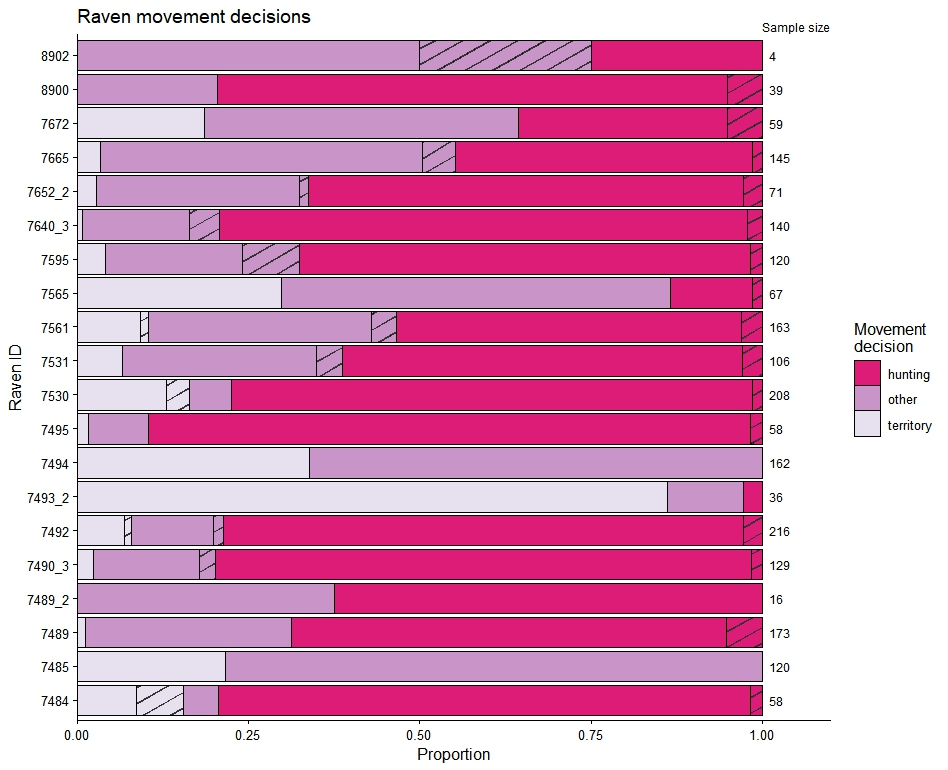 Raven movement decisions
Sample size
8902 4
8900 39
7672 59
7665 145
7652_2 71
7640_3 140
7595 120
7565 67
7561 163
7531 106
7530 208
7495 58
7494 162
7493_2 36
7492 216
7490_3 129
7489_2 16
7489 173
7485 120
7484 58
Raven ID
0.00 0.25 0.50 0.75 1.00
Proportion
Movement
decision
hunting
other
territory